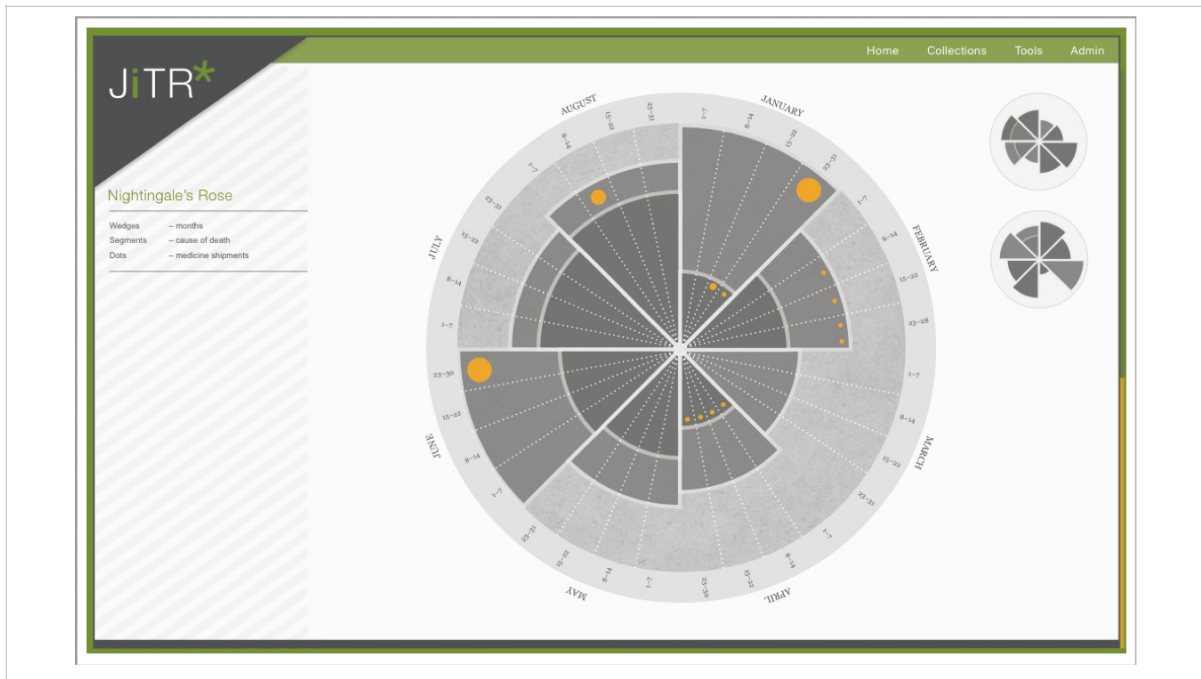 Home Collections Tools Admin
JiTR*
Nightingale's Rose
Wedges – months
Segments – cause of death
Dots – medicine shipments
JANUARY
1–7
8–14
15–22
23–31
FEBRUARY
1–7
8–14
15–22
23–28
MARCH
1–7
8–14
15–22
23–31
APRIL
1–7
8–14
15–22
23–30
MAY
1–7
8–14
15–22
23–31
JUNE
1–7
8–14
15–22
23–30
JULY
1–7
8–14
15–22
23–31
AUGUST
1–7
8–14
15–22
23–31